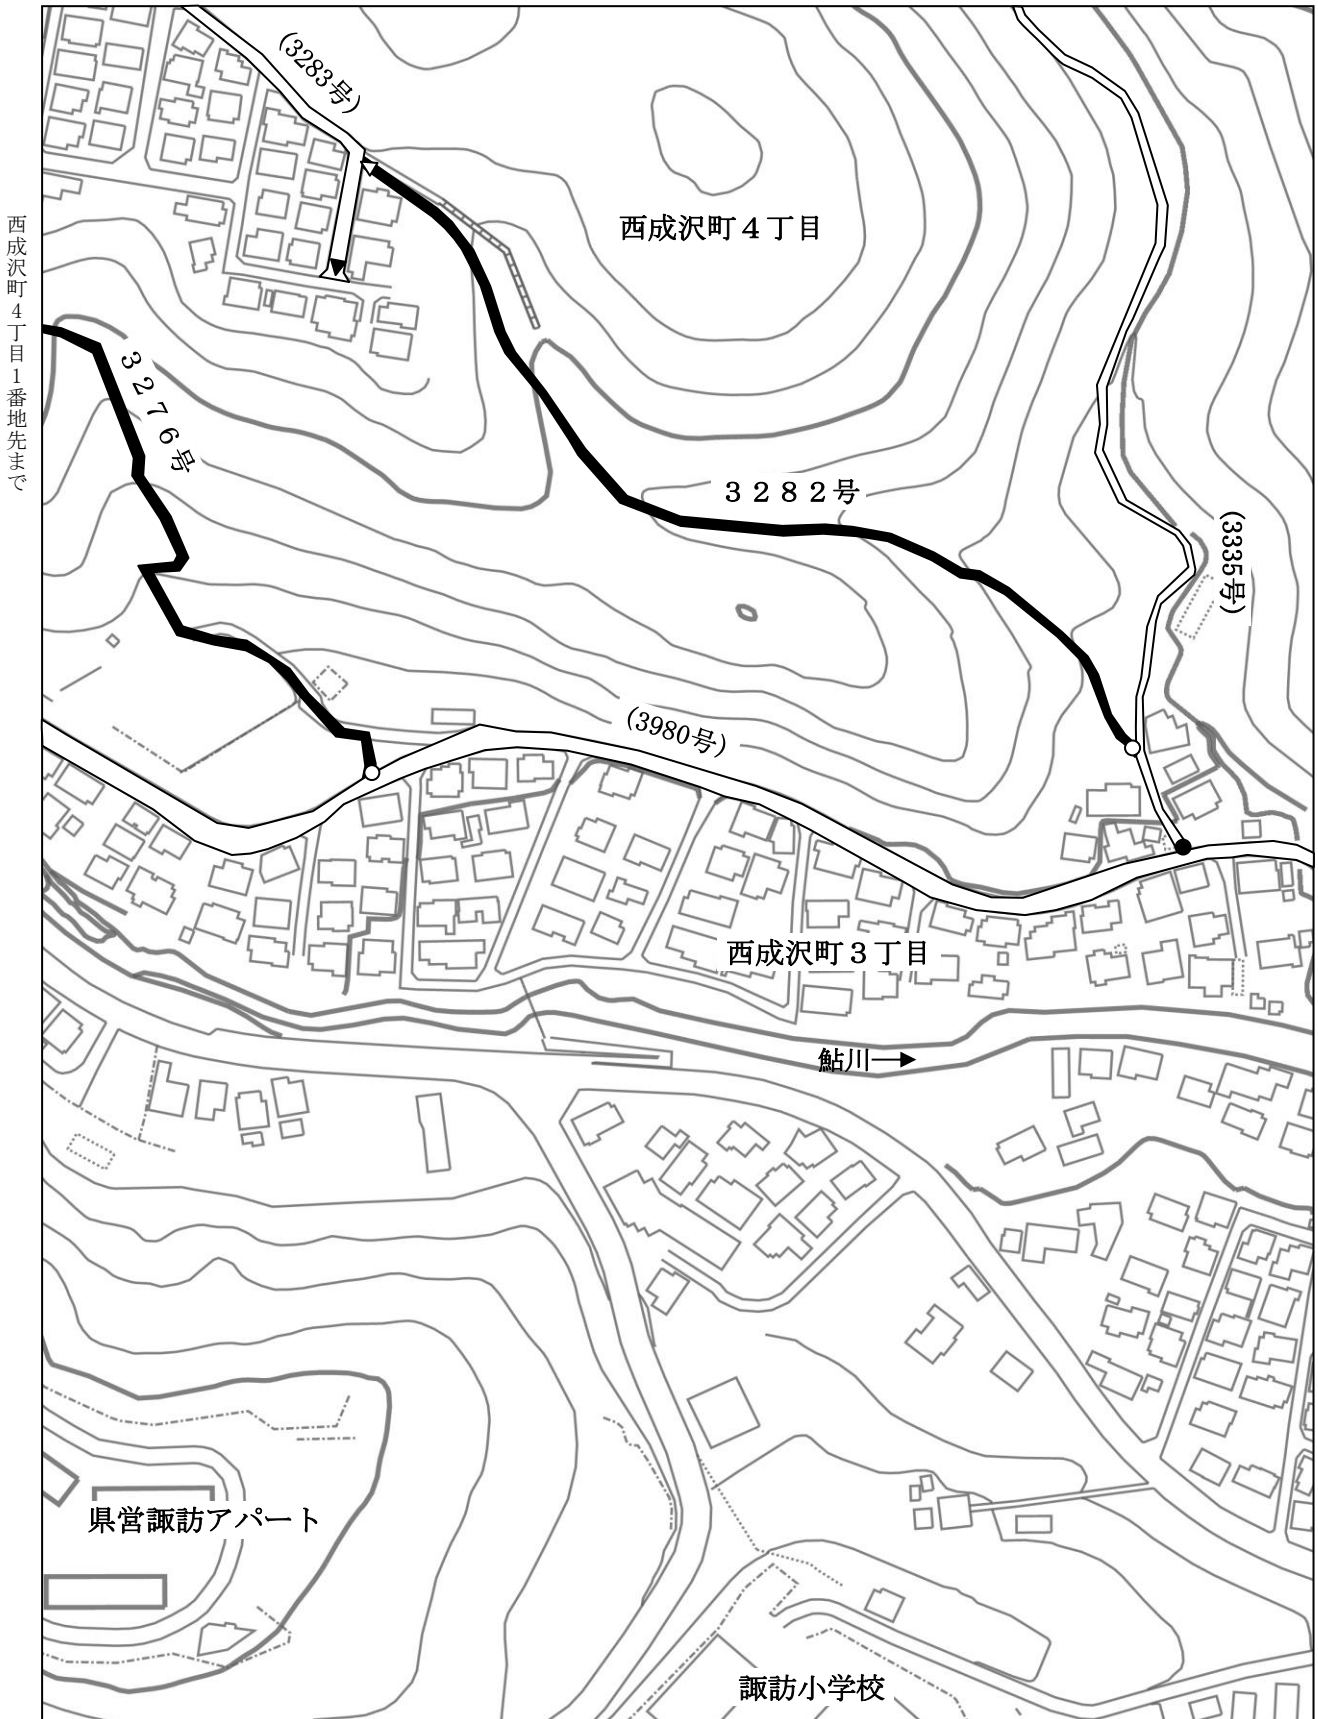 (3283号)
西成沢町４丁目
西成沢町４丁目１番地先まで
３２７６号
３２８２号
(3335号)
(3980号)
西成沢町３丁目
鮎川
県営諏訪アパート
諏訪小学校